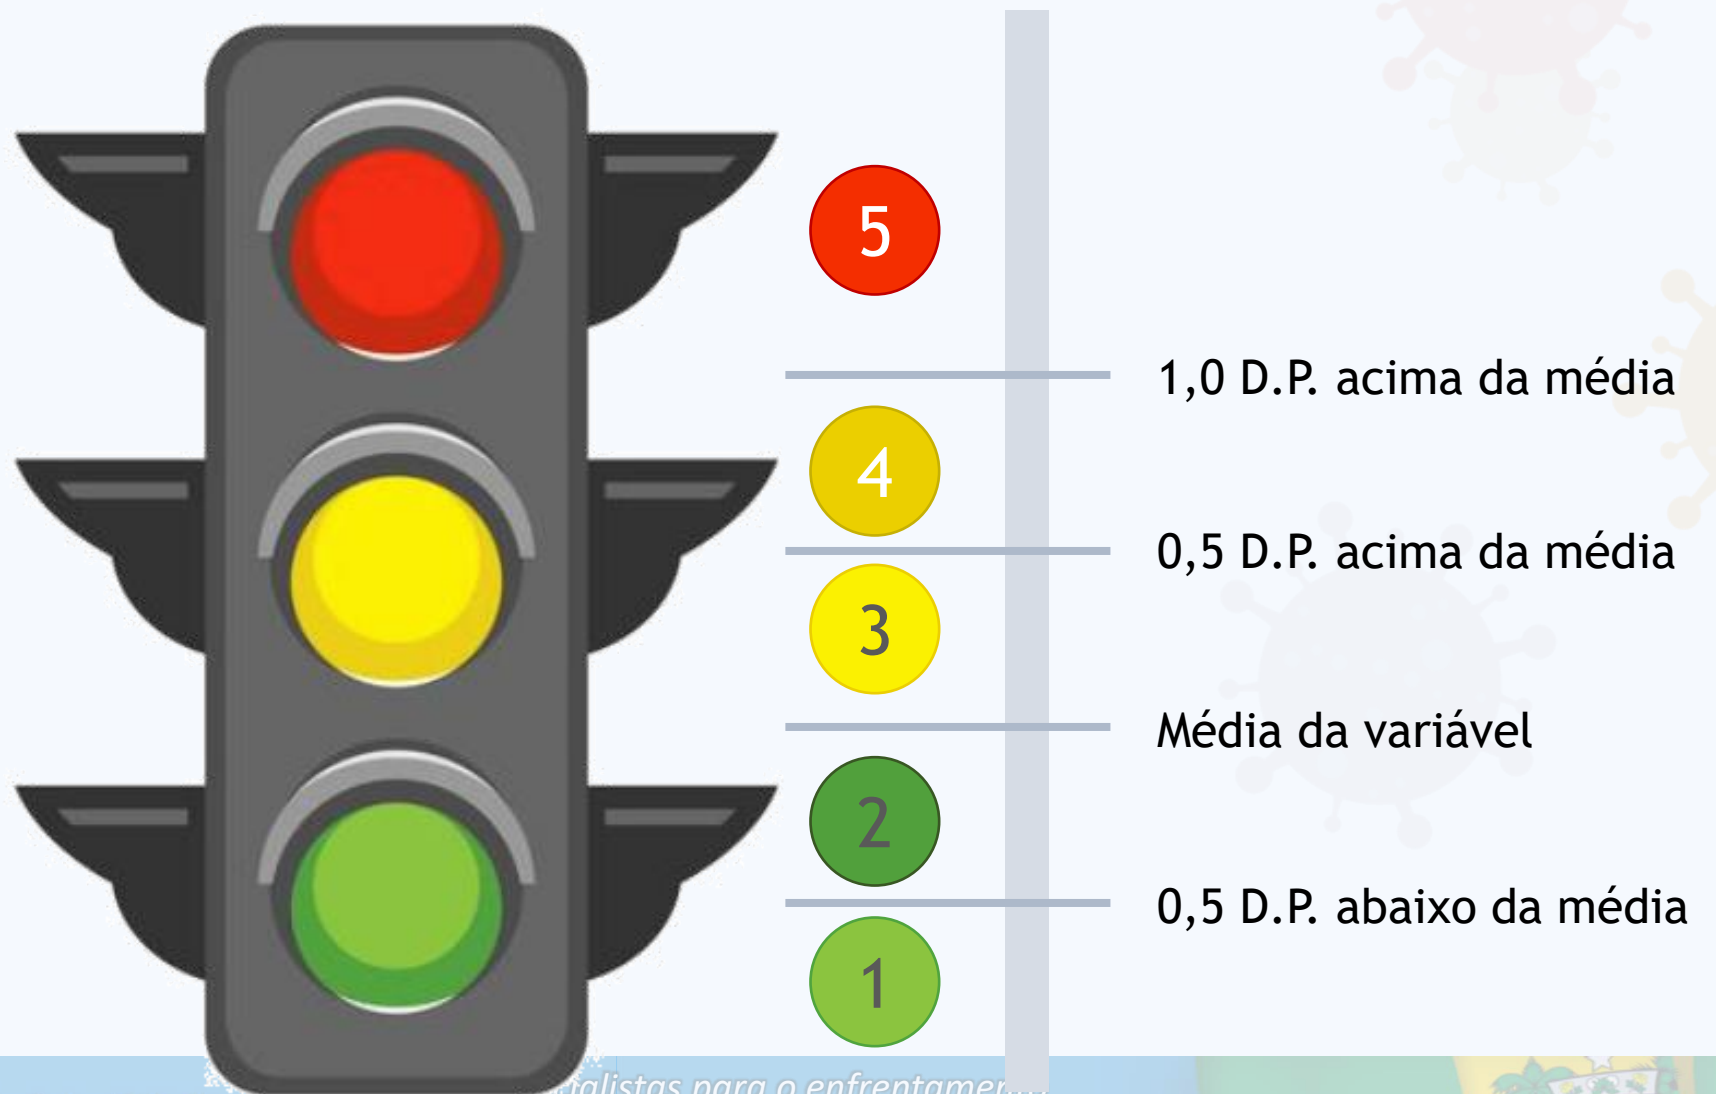 5
1,0 D.P. acima da média
4
0,5 D.P. acima da média
3
Média da variável
2
0,5 D.P. abaixo da média
1
para o